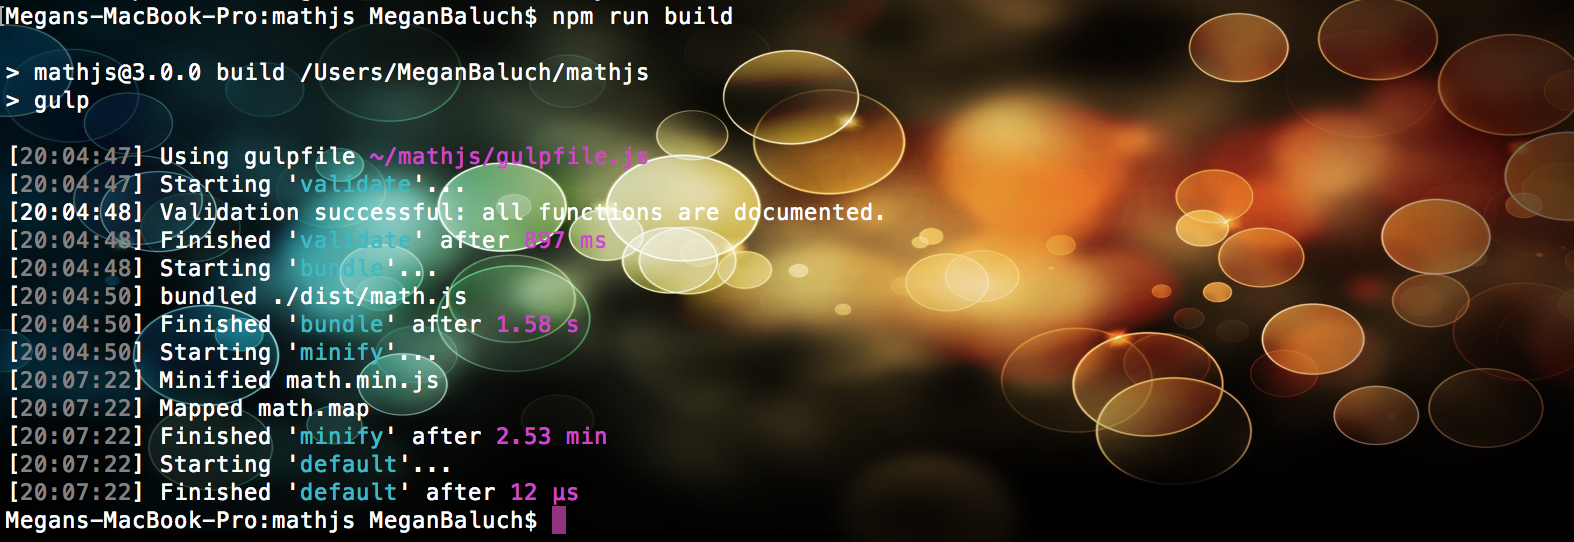 [Megans-MacBook-Pro:mathjs MeganBaluch$ npm run build
> mathjs@3.0.0 build /Users/MeganBaluch/mathjs
> gulp
[20:04:47] Using gulpfile ~/mathjs/gulpfile.js
[20:04:47] Starting 'validate'...
[20:04:48] Validation successful: all functions are documented.
[20:04:48] Finished 'validate' after 897 ms
[20:04:48] Starting 'bundle'...
[20:04:50] bundled ./dist/math.js
[20:04:50] Finished 'bundle' after 1.58 s
[20:04:50] Starting 'minify'...
[20:07:22] Minified math.min.js
[20:07:22] Mapped math.map
[20:07:22] Finished 'minify' after 2.53 min
[20:07:22] Starting 'default'...
[20:07:22] Finished 'default' after 12 μs
Megans-MacBook-Pro:mathjs MeganBaluch$